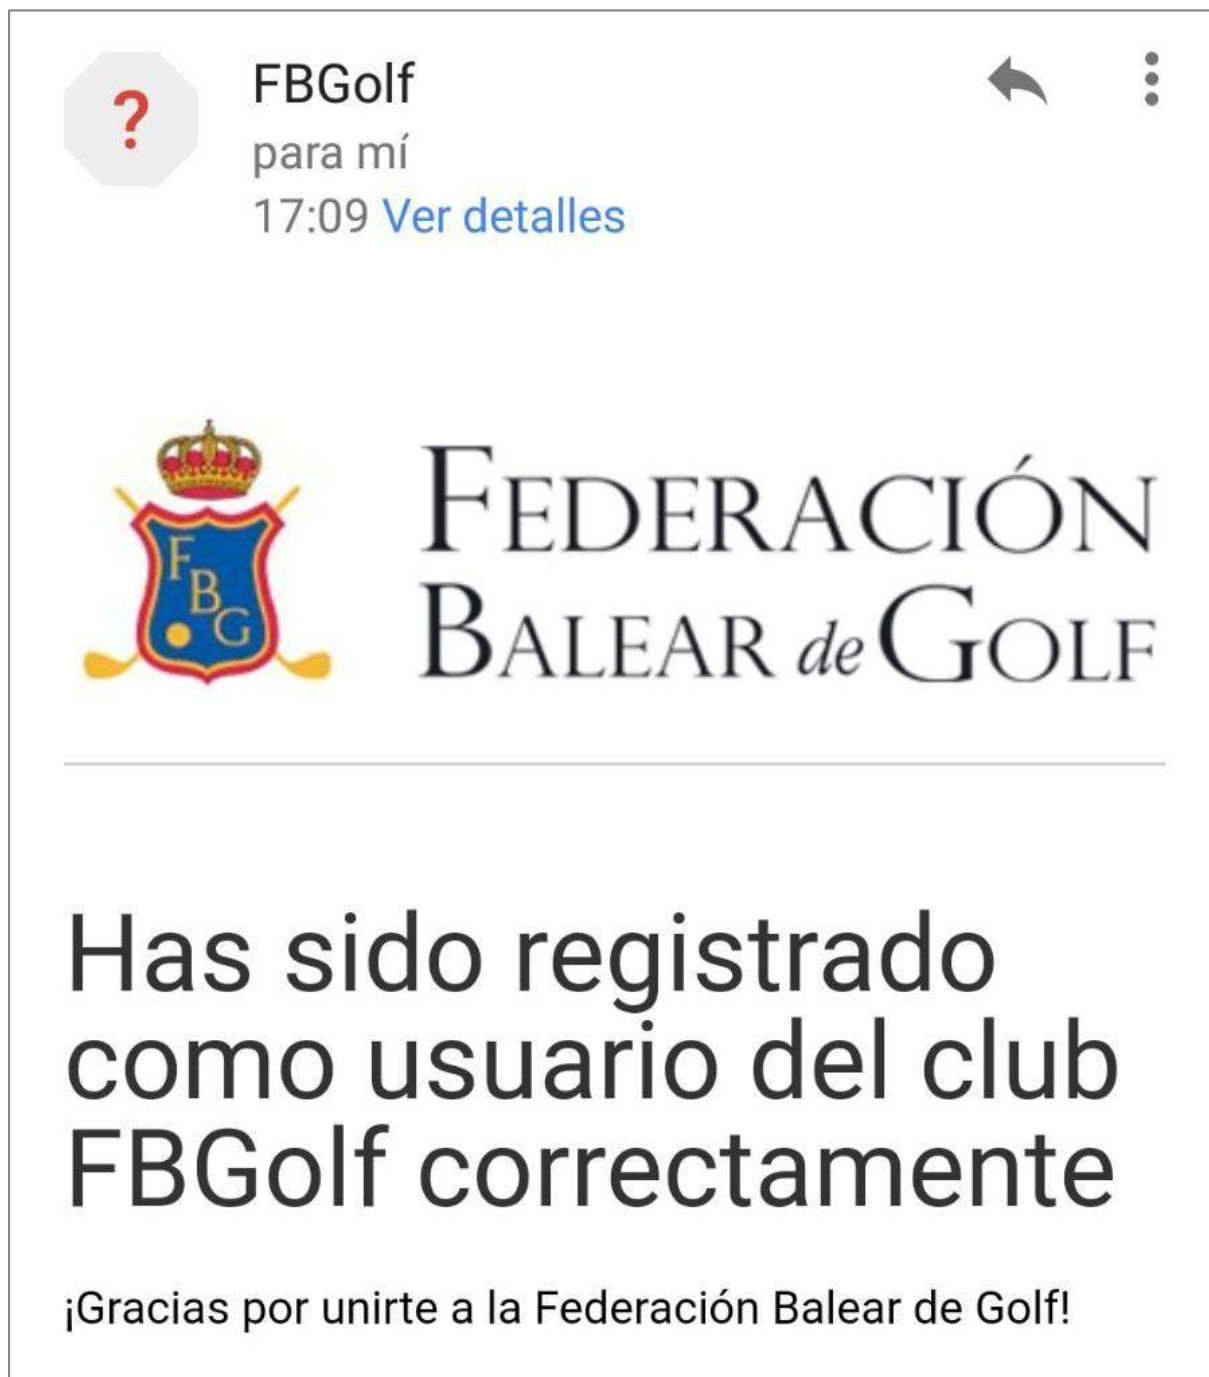 ?
FBGolf
para mí
17:09 Ver detalles
FBG
FEDERACIÓN
BALEAR de GOLF
Has sido registrado
como usuario del club
FBGolf correctamente
¡Gracias por unirte a la Federación Balear de Golf!